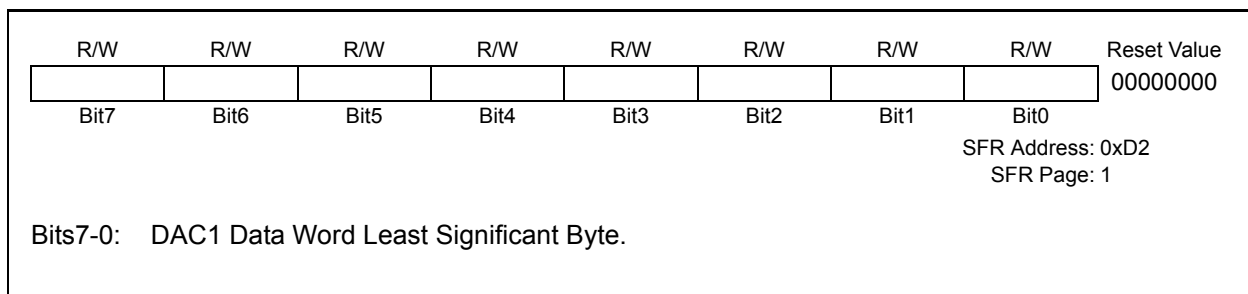 R/W R/W R/W R/W R/W R/W R/W R/W Reset Value
00000000
Bit7 Bit6 Bit5 Bit4 Bit3 Bit2 Bit1 Bit0
SFR Address: 0xD2
SFR Page: 1
Bits7-0: DAC1 Data Word Least Significant Byte.